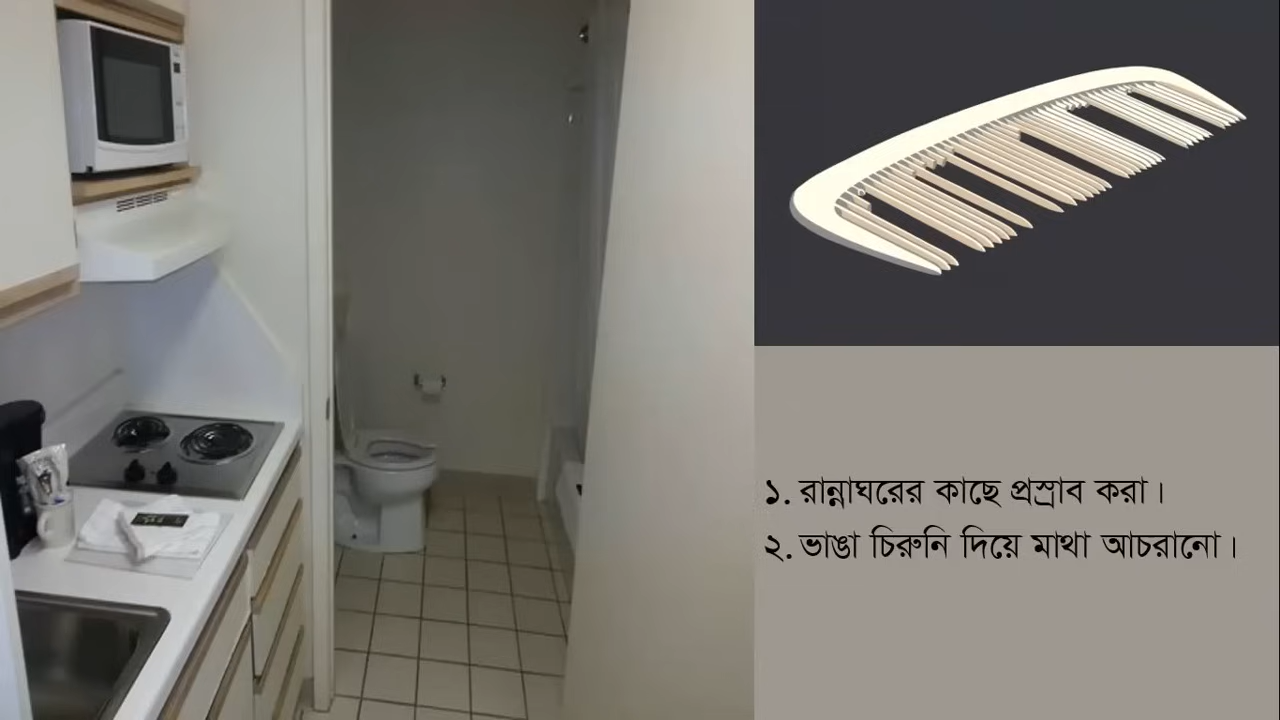 ১. রান্নাঘরের কাছে প্রস্রাব করা।
২. ভাঙা চিরুনি দিয়ে মাথা আচরানো।